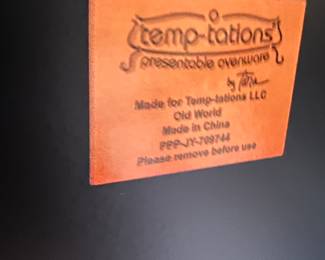 temp-tations®
presentable ovenware
by Tara
Made for Temp-tations LLC
Old World
Made in China
PPP-JY-709744
Please remove before use